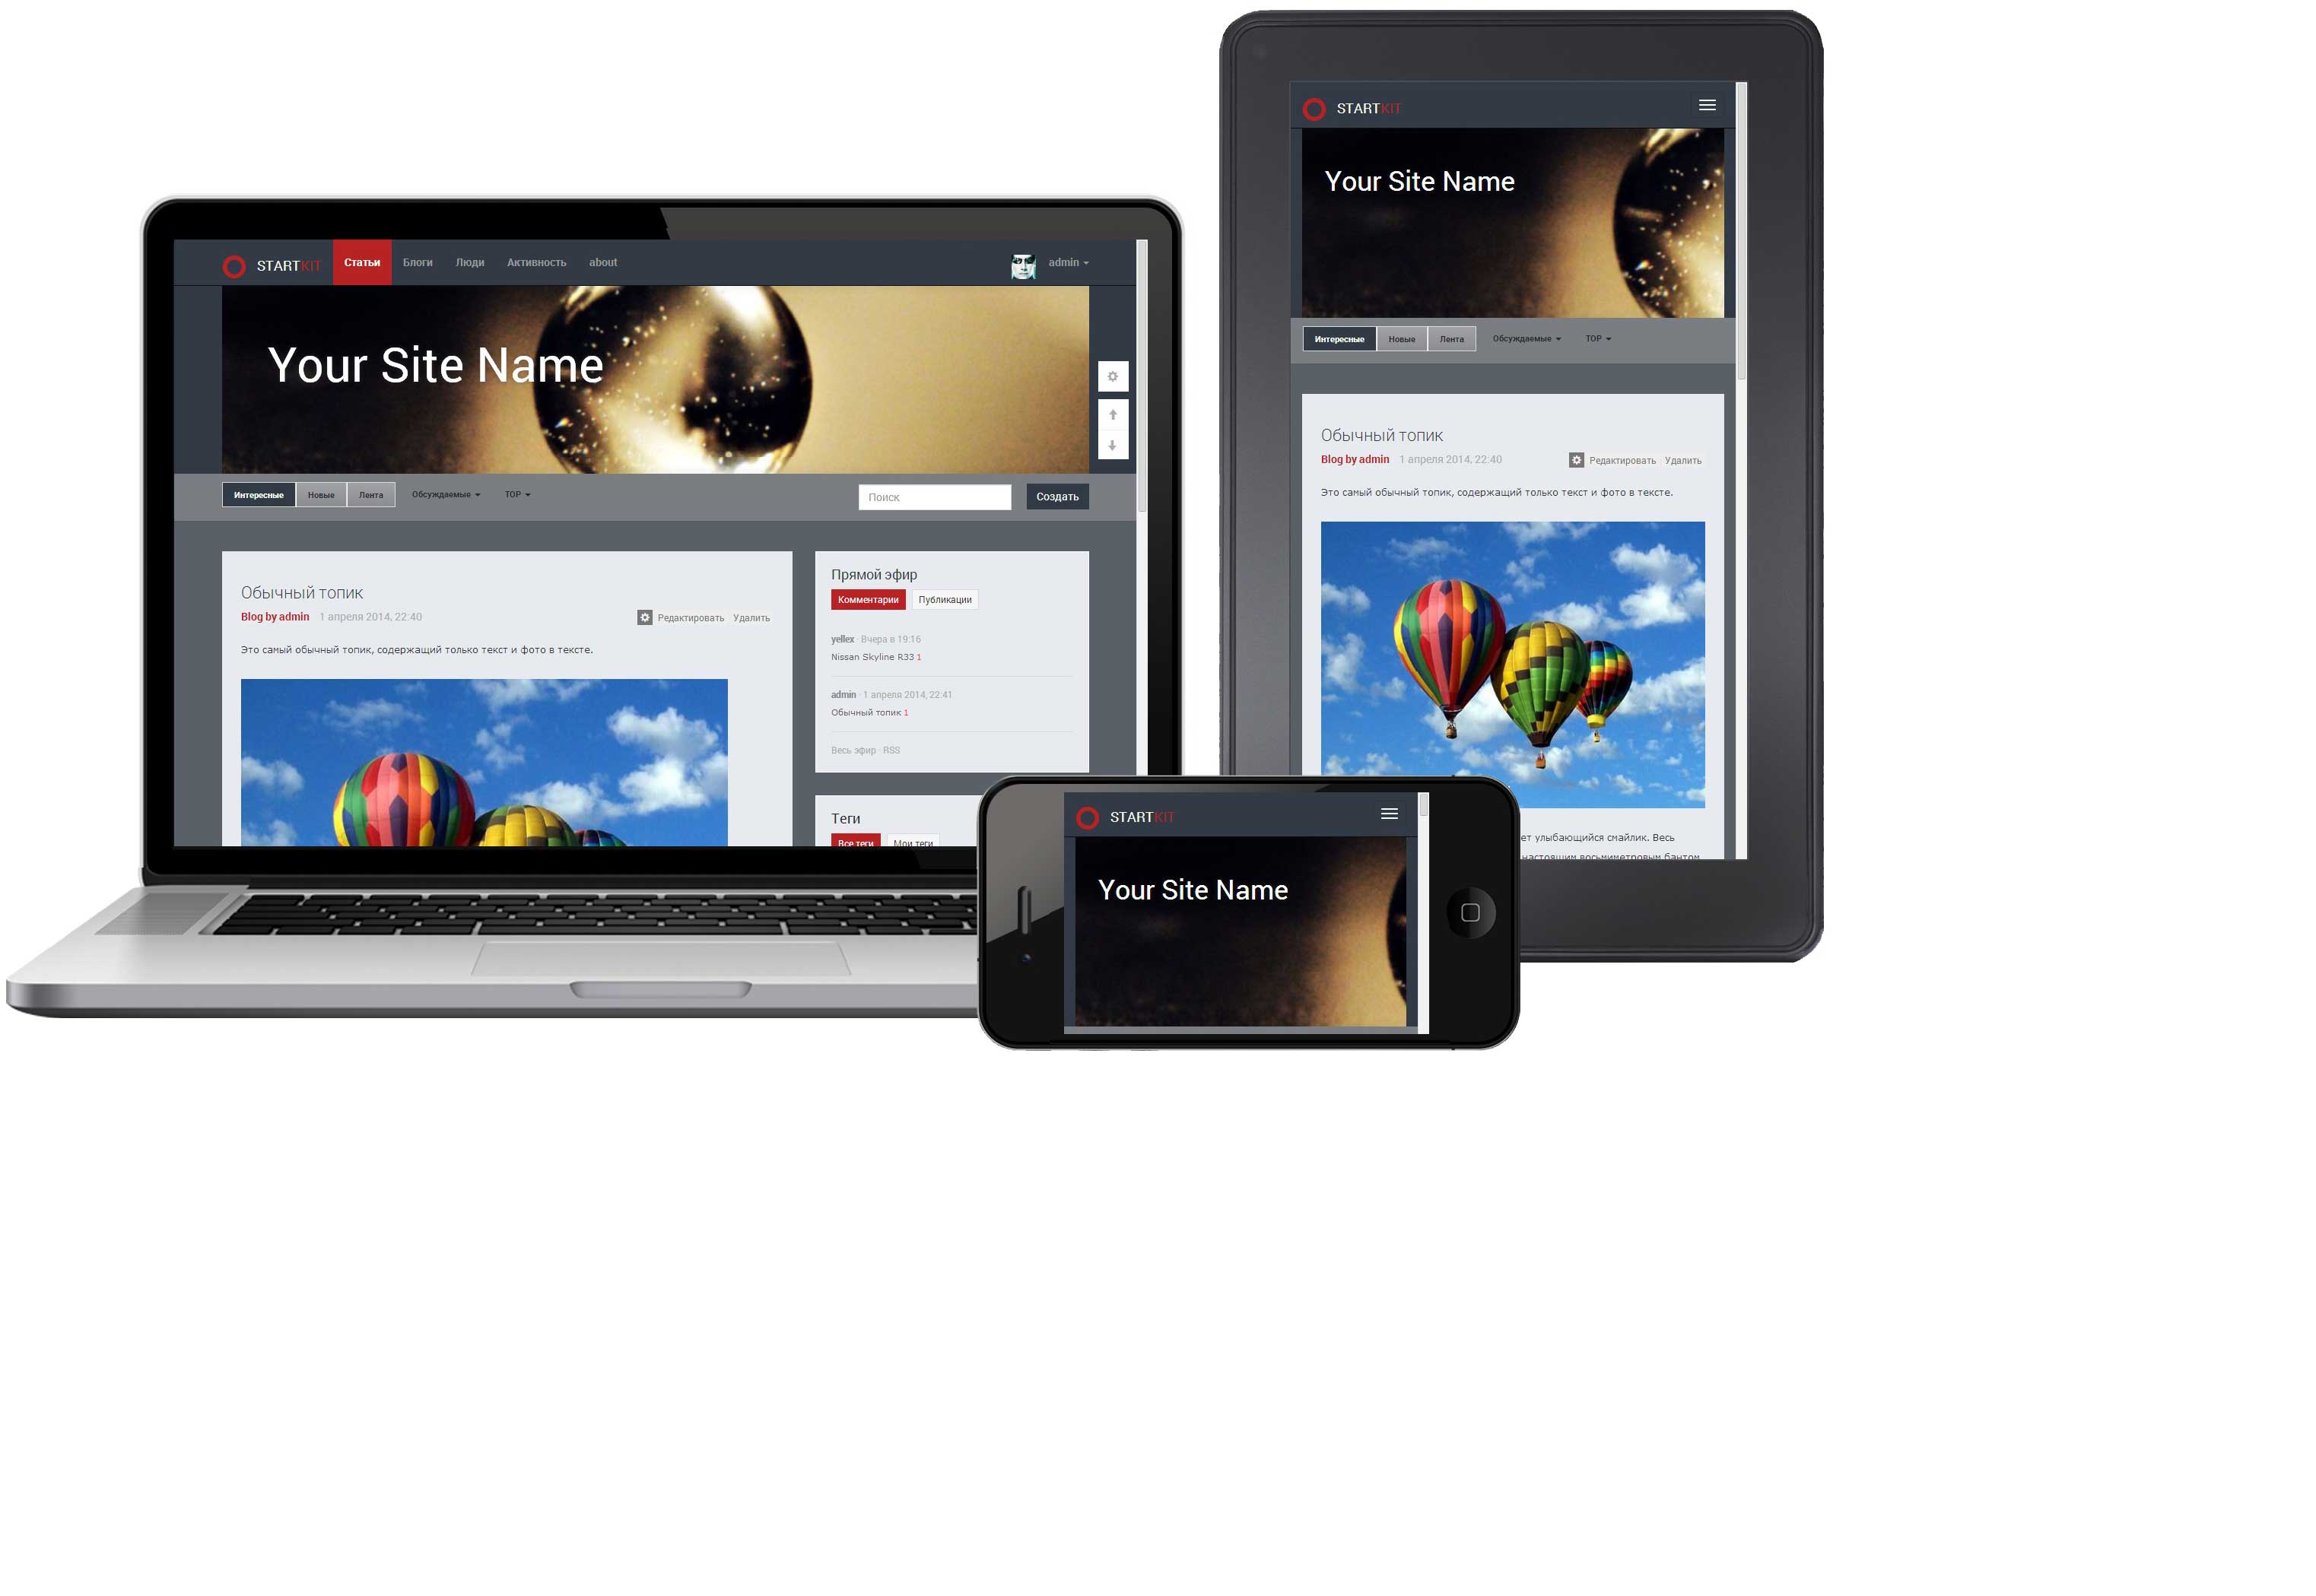 STARTKIT Статьи Блоги Люди Активность about admin
Your Site Name
Интересные Новые Лента Обсуждаемые TOP Поиск Создать
Обычный топик
Blog by admin 1 апреля 2014, 22:40 Редактировать Удалить
Это самый обычный топик, содержащий только текст и фото в тексте.
Прямой эфир
Комментарии Публикации
yellex · Вчера в 19:16
Nissan Skyline R33 1
admin · 1 апреля 2014, 22:41
Обычный топик 1
Весь эфир · RSS
Теги
Все теги Мои теги
STARTKIT
Your Site Name
Интересные Новые Лента Обсуждаемые TOP
Обычный топик
Blog by admin 1 апреля 2014, 22:40 Редактировать Удалить
Это самый обычный топик, содержащий только текст и фото в тексте.
ет улыбающийся смайлик. Весь
настоящим восьмиметровым бантом
STARTKIT
Your Site Name